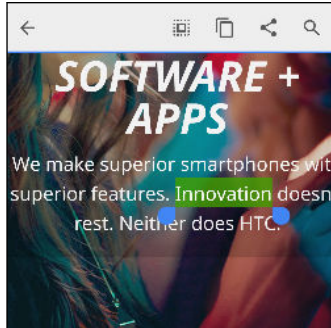 SOFTWARE +
APPS
We make superior smartphones wit
superior features. Innovation doesn
rest. Neither does HTC.